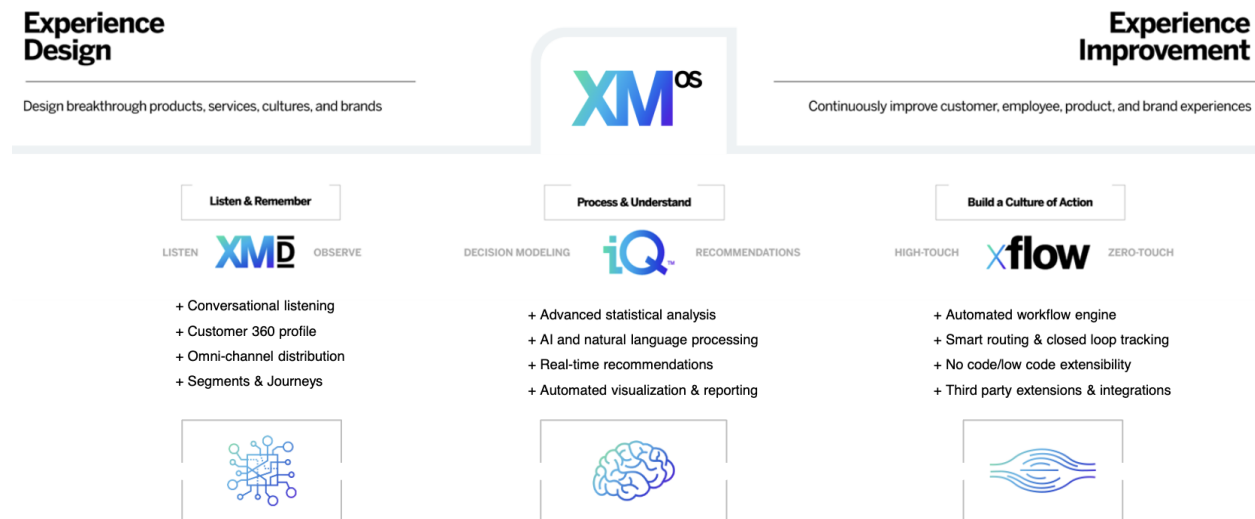 Experience
Design
Design breakthrough products, services, cultures, and brands
XM OS
Experience
Improvement
Continuously improve customer, employee, product, and brand experiences
Listen & Remember
LISTEN XMD OBSERVE
+ Conversational listening
+ Customer 360 profile
+ Omni-channel distribution
+ Segments & Journeys
Process & Understand
DECISION MODELING iQ™ RECOMMENDATIONS
+ Advanced statistical analysis
+ AI and natural language processing
+ Real-time recommendations
+ Automated visualization & reporting
Build a Culture of Action
HIGH-TOUCH xflow ZERO-TOUCH
+ Automated workflow engine
+ Smart routing & closed loop tracking
+ No code/low code extensibility
+ Third party extensions & integrations